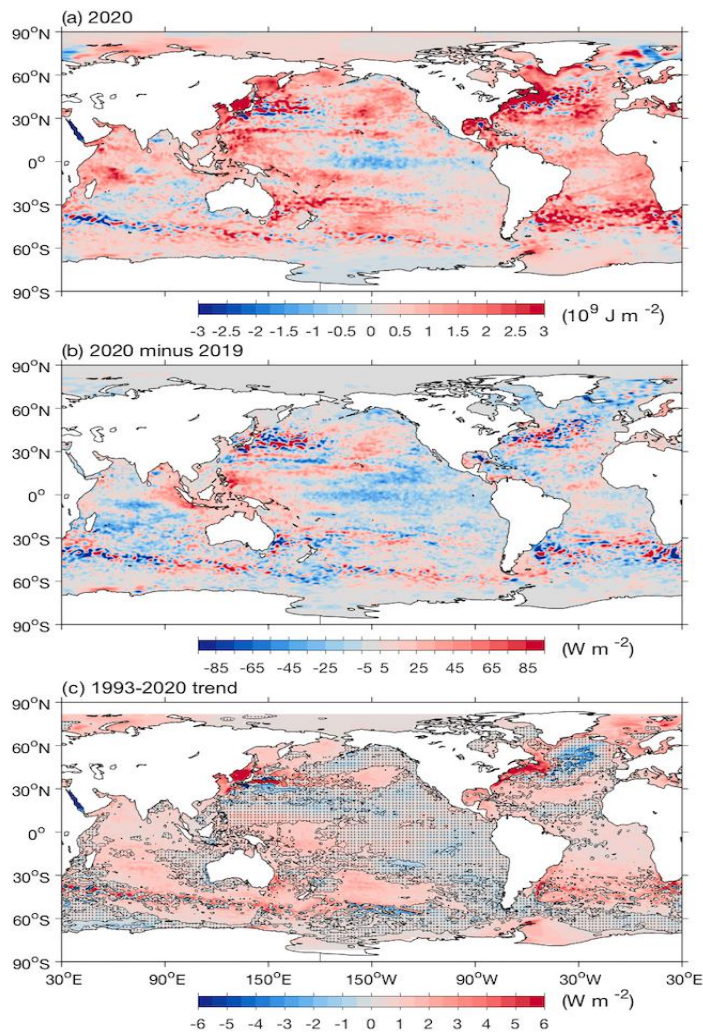 (a) 2020
90°N
60°N
30°N
0°
30°S
60°S
90°S
-3 -2.5 -2 -1.5 -1 -0.5 0 0.5 1 1.5 2 2.5 3 (10⁹ J m⁻²)
(b) 2020 minus 2019
90°N
60°N
30°N
0°
30°S
60°S
90°S
-85 -65 -45 -25 -5 5 25 45 65 85 (W m⁻²)
(c) 1993-2020 trend
90°N
60°N
30°N
0°
30°S
60°S
90°S
30°E 90°E 150°E 150°W 90°W 30°W 30°E
-6 -5 -4 -3 -2 -1 0 1 2 3 4 5 6 (W m⁻²)